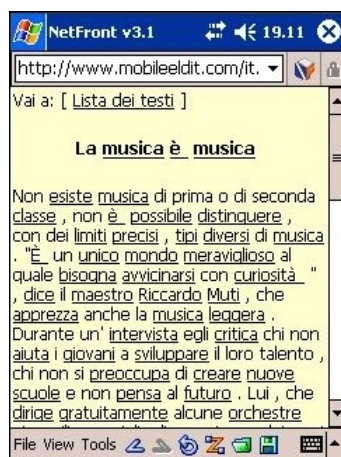 NetFront v3.1 19.11
http://www.mobileeldit.com/it.
Vai a: [ Lista dei testi ]
La musica è musica
Non esiste musica di prima o di seconda
classe , non è possibile distinguere ,
con dei limiti precisi , tipi diversi di musica
. "È un unico mondo meraviglioso al
quale bisogna avvicinarsi con curiosità "
, dice il maestro Riccardo Muti , che
apprezza anche la musica leggera .
Durante un' intervista egli critica chi non
aiuta i giovani a sviluppare il loro talento ,
chi non si preoccupa di creare nuove
scuole e non pensa al futuro . Lui , che
dirige gratuitamente alcune orchestre
File View Tools